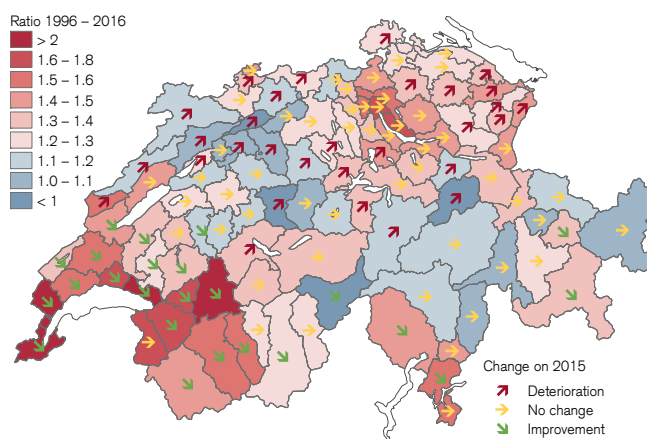 Ratio 1996 – 2016
> 2
1.6 – 1.8
1.5 – 1.6
1.4 – 1.5
1.3 – 1.4
1.2 – 1.3
1.1 – 1.2
1.0 – 1.1
< 1
Change on 2015
Deterioration
No change
Improvement